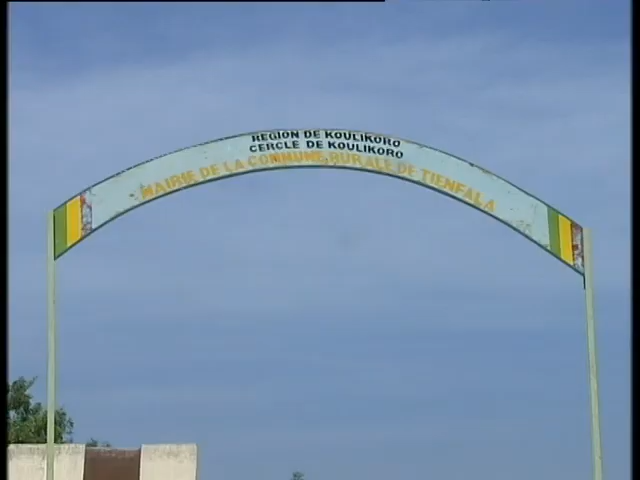 REGION DE KOULIKORO
CERCLE DE KOULIKORO
MAIRIE DE LA COMMUNE RURALE DE TIENFALA